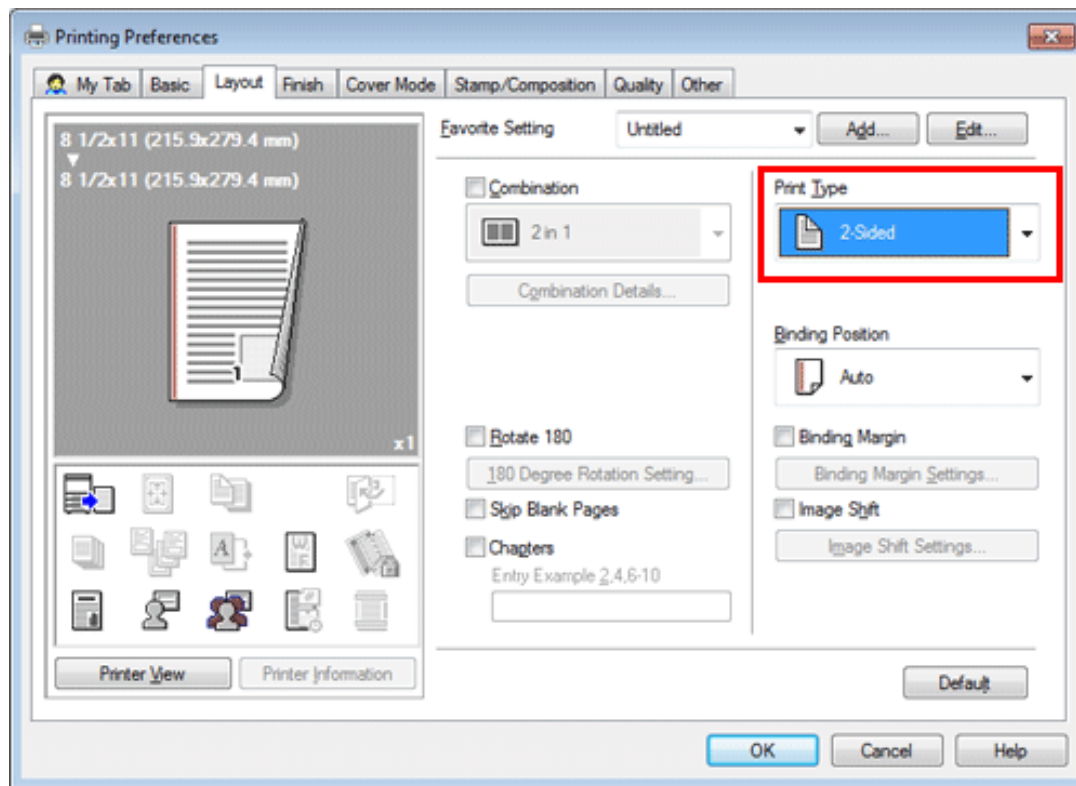 Printing Preferences
My Tab Basic Layout Finish Cover Mode Stamp/Composition Quality Other
8 1/2x11 (215.9x279.4 mm)
8 1/2x11 (215.9x279.4 mm)
1
x1
Printer View Printer Information
Favorite Setting Untitled Add... Edit...
Combination
2 in 1
Combination Details...
Rotate 180
180 Degree Rotation Setting...
Skip Blank Pages
Chapters
Entry Example 2,4,6-10
Print Type
2-Sided
Binding Position
Auto
Binding Margin
Binding Margin Settings...
Image Shift
Image Shift Settings...
Default
OK Cancel Help